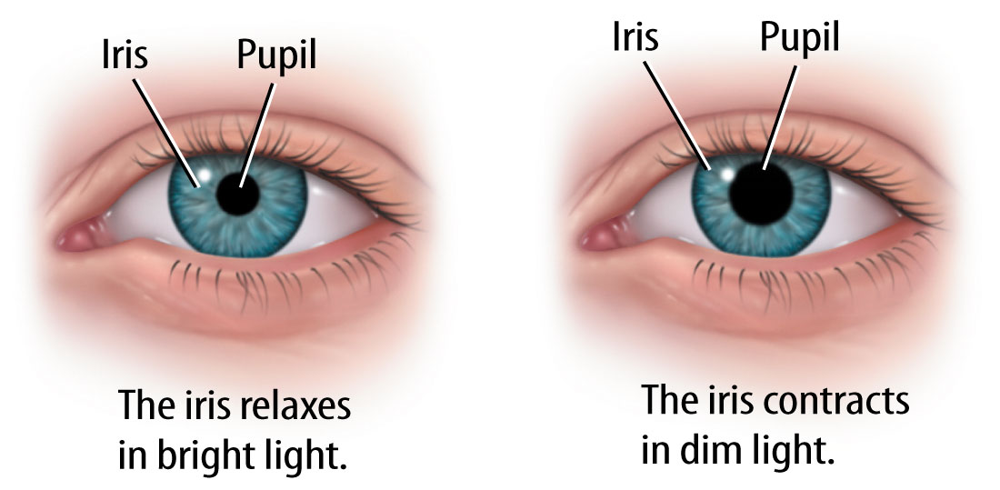 Iris Pupil
The iris relaxes
in bright light.
Iris Pupil
The iris contracts
in dim light.